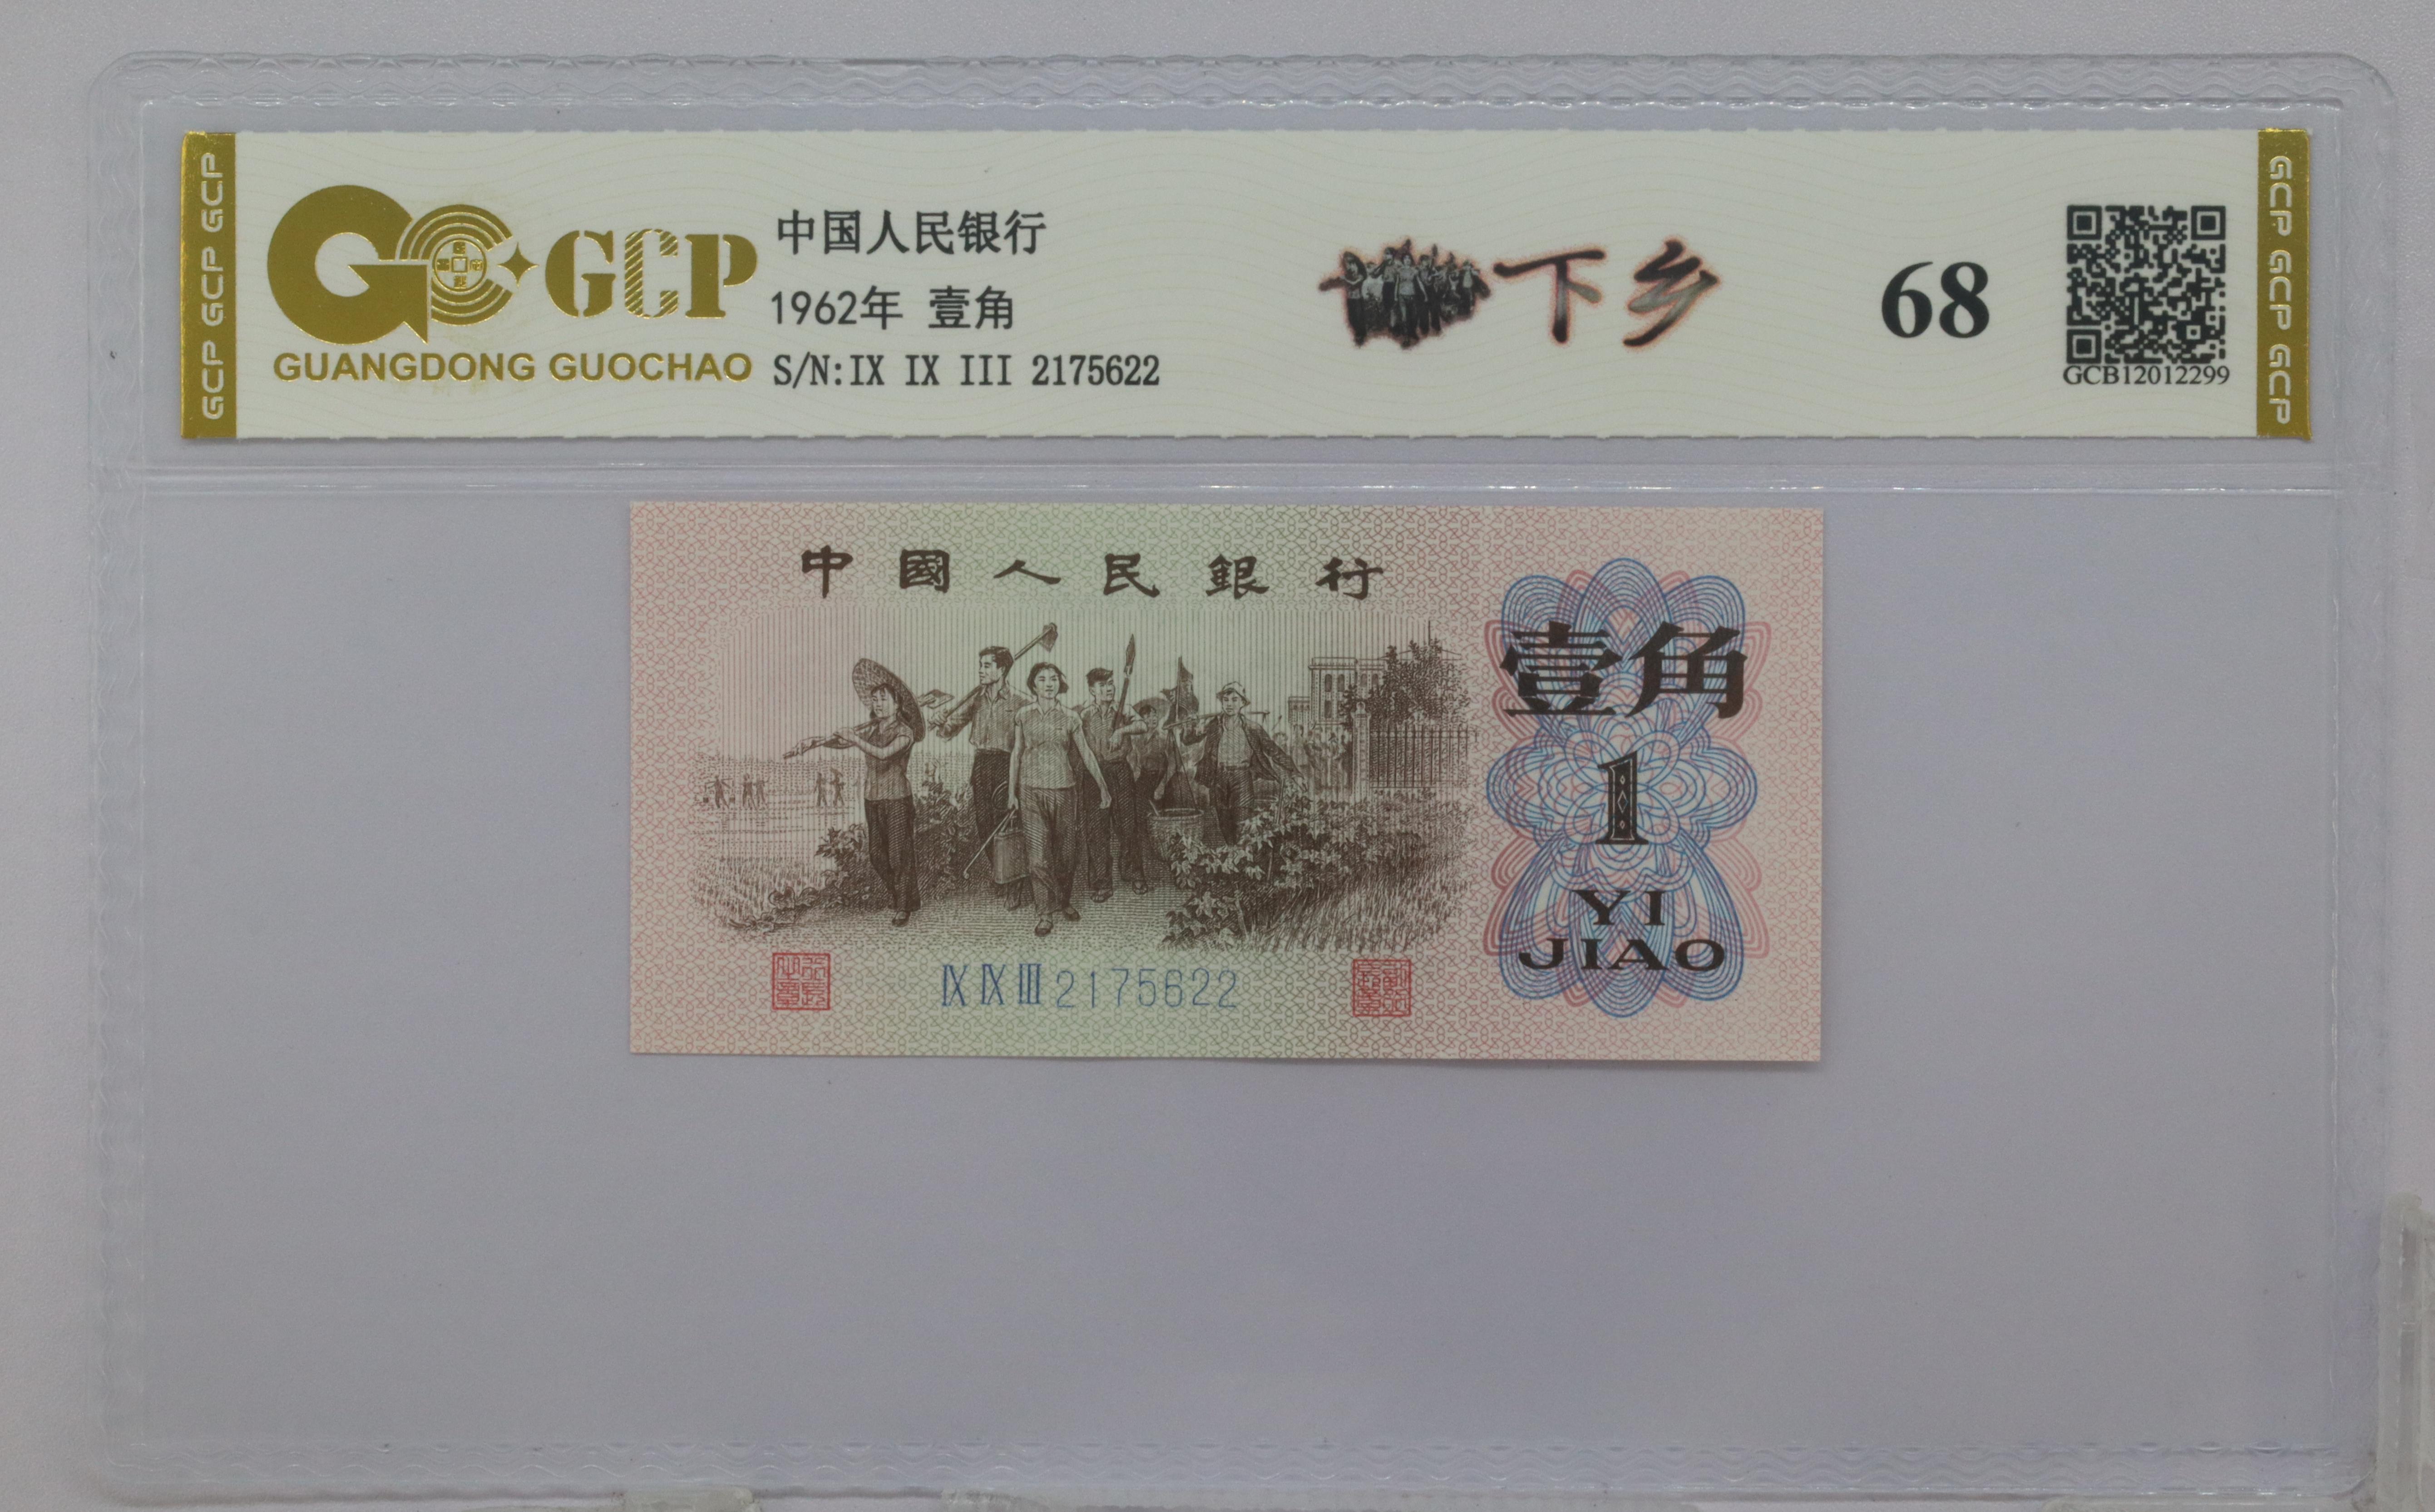 GCP GCP GCP
GCP
GUANGDONG GUOCHAO
中国人民银行
1962年 壹角
S/N:IX IX III 2175622
下乡
68
GCB12012299
GCP GCP GCP
中國人民銀行
壹角
1
YI
JIAO
IX IX III 2175622